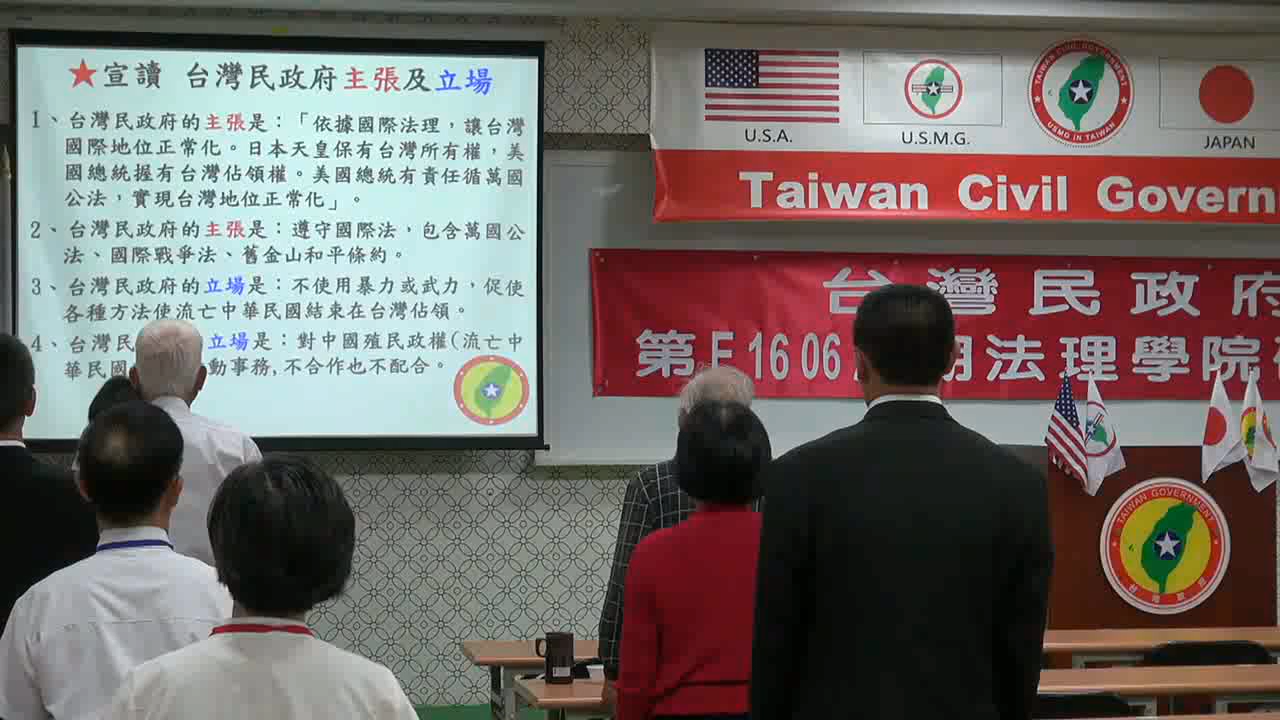 ★宣讀 台灣民政府主張及立場
1、台灣民政府的主張是：「依據國際法理，讓台灣
國際地位正常化。日本天皇保有台灣所有權，美
國總統握有台灣佔領權。美國總統有責任循萬國
公法，實現台灣地位正常化」。
2、台灣民政府的主張是：遵守國際法，包含萬國公
法、國際戰爭法、舊金山和平條約。
3、台灣民政府的立場是：不使用暴力或武力，促使
各種方法使流亡中華民國結束在台灣佔領。
4、台灣民 立場是：對中國殖民政權(流亡中
華民國 動事務,不合作也不配合。
U.S.A.
U.S.M.G.
TAIWAN CIVIL GOVERNMENT
USMG IN TAIWAN
JAPAN
Taiwan Civil Govern
台灣民政府
第 F 16 06 期法理學院
TAIWAN GOVERNMENT
台灣政府